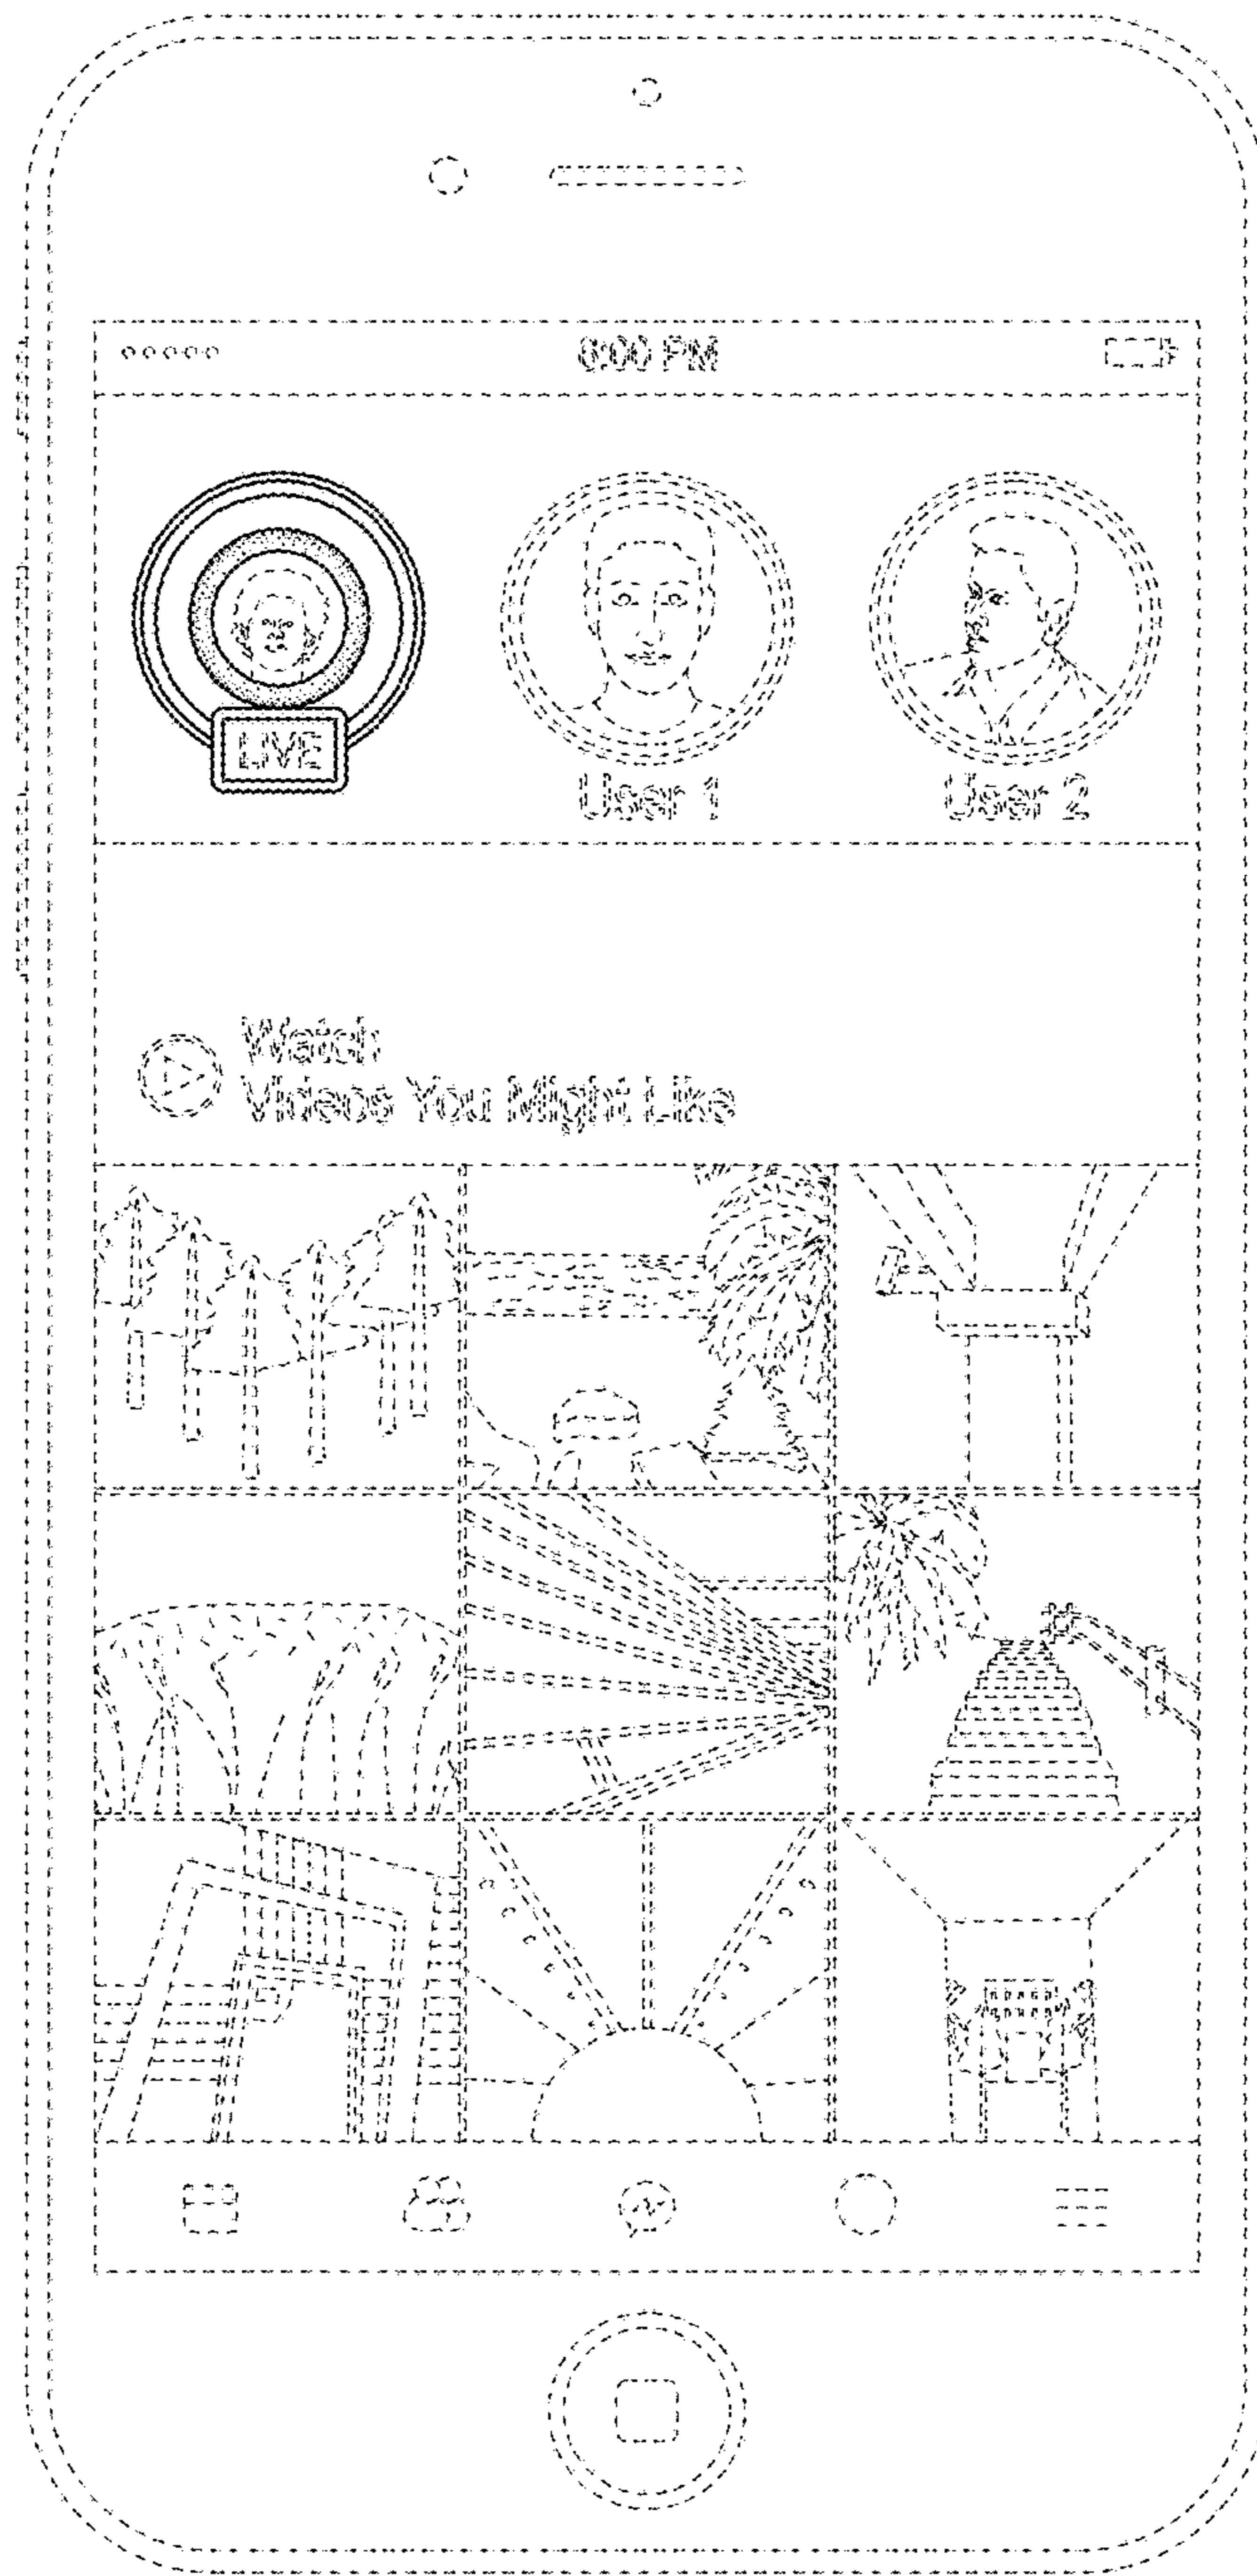 6:00 PM
LIVE
User 1
User 2
Watch
Videos You Might Like